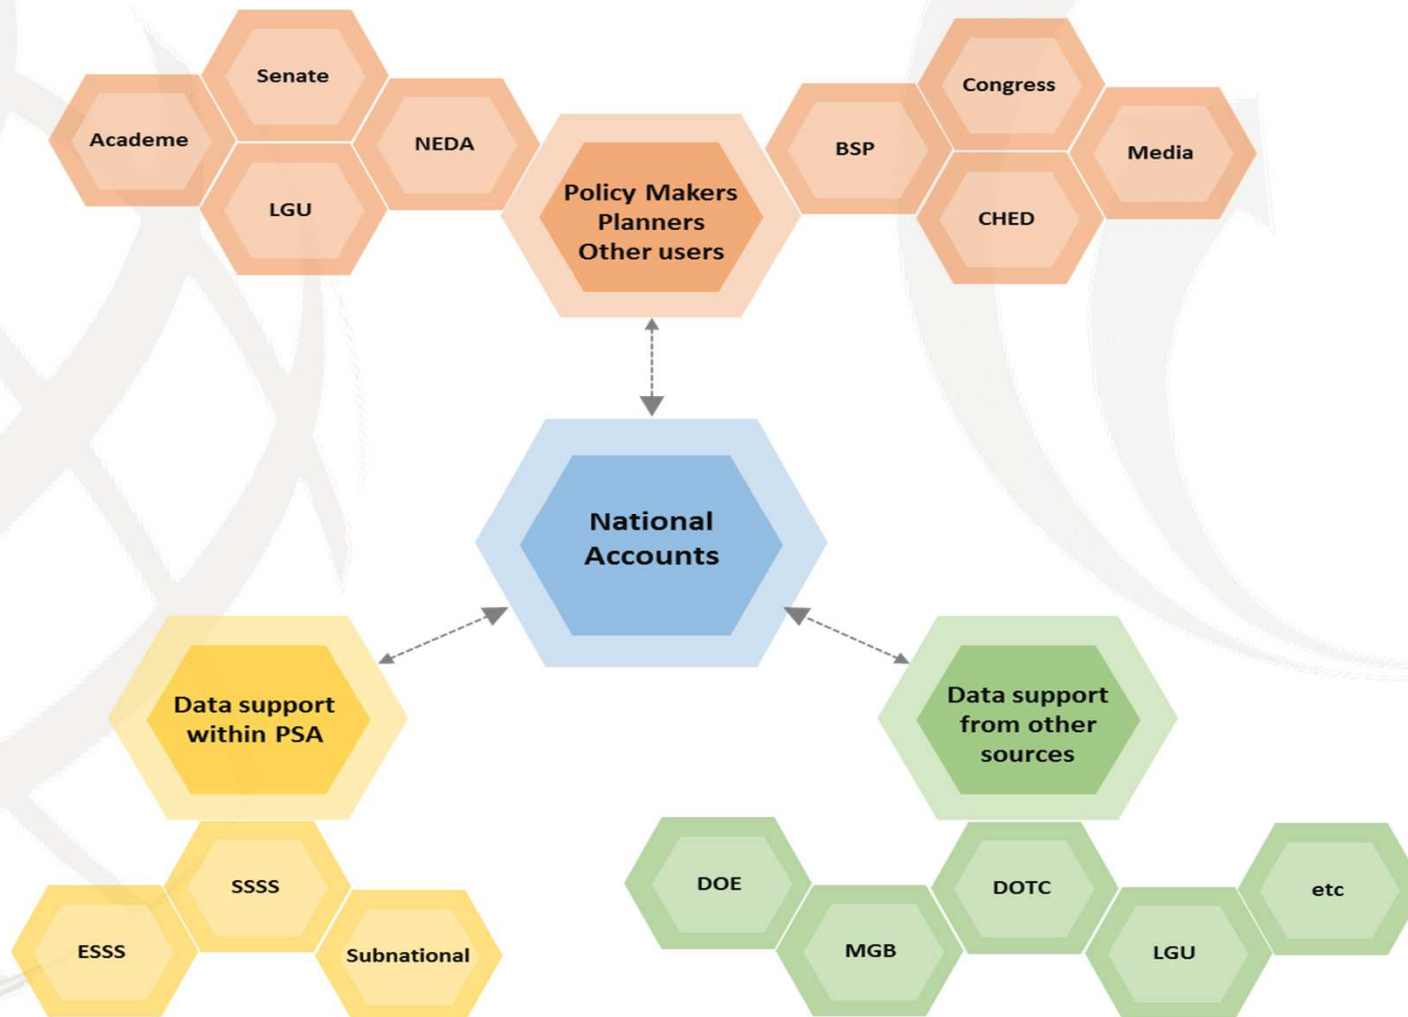 Senate
Academe
NEDA
LGU
Policy Makers
Planners
Other users
Congress
BSP
Media
CHED
National
Accounts
Data support
within PSA
SSSS
ESSS
Subnational
Data support
from other
sources
DOE
DOTC
etc
MGB
LGU